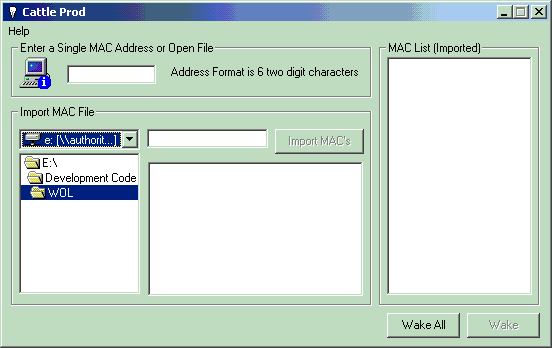 Cattle Prod
Help
Enter a Single MAC Address or Open File
Address Format is 6 two digit characters
MAC List (Imported)
Import MAC File
e: [\\authorit...]
Import MAC's
E:\
Development Code
WOL
Wake All
Wake